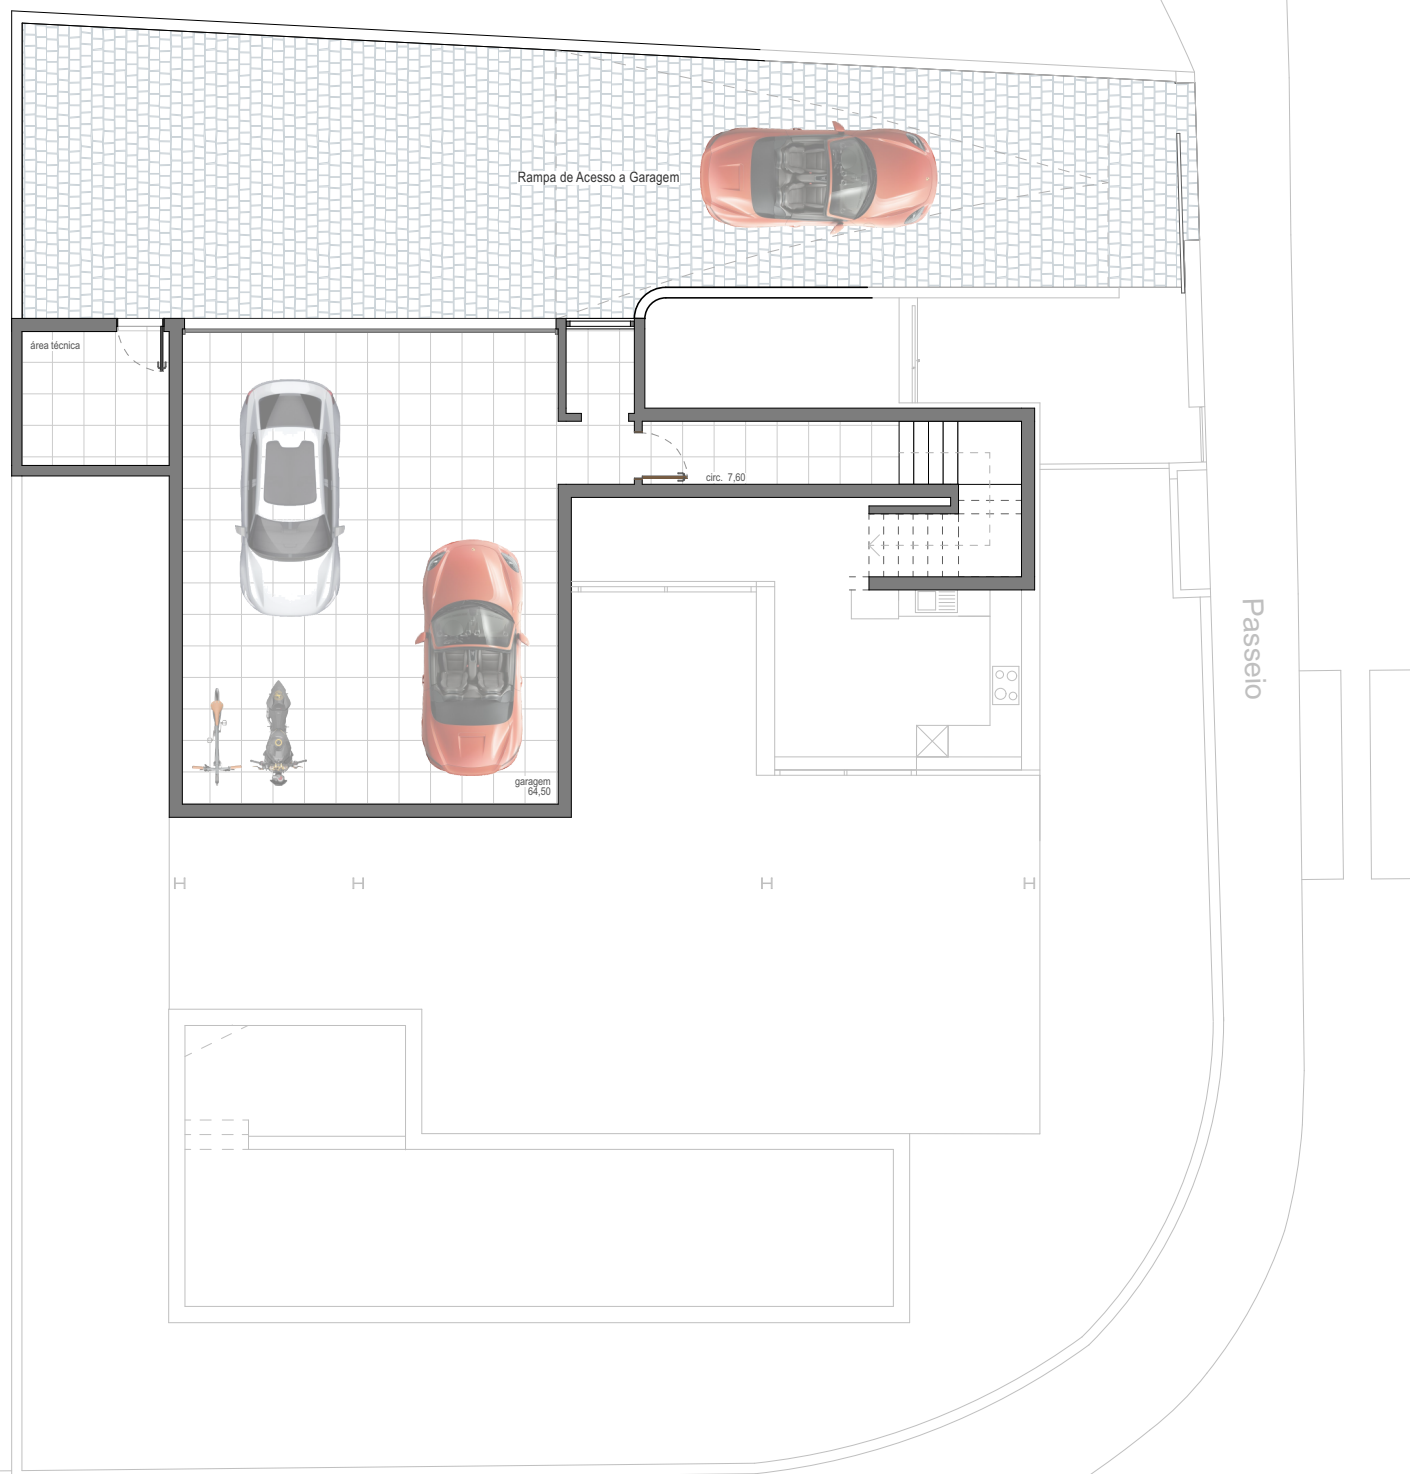 Rampa de Acesso a Garagem
área técnica
circ. 7,60
Passeio
garagem
64,50
H H H H